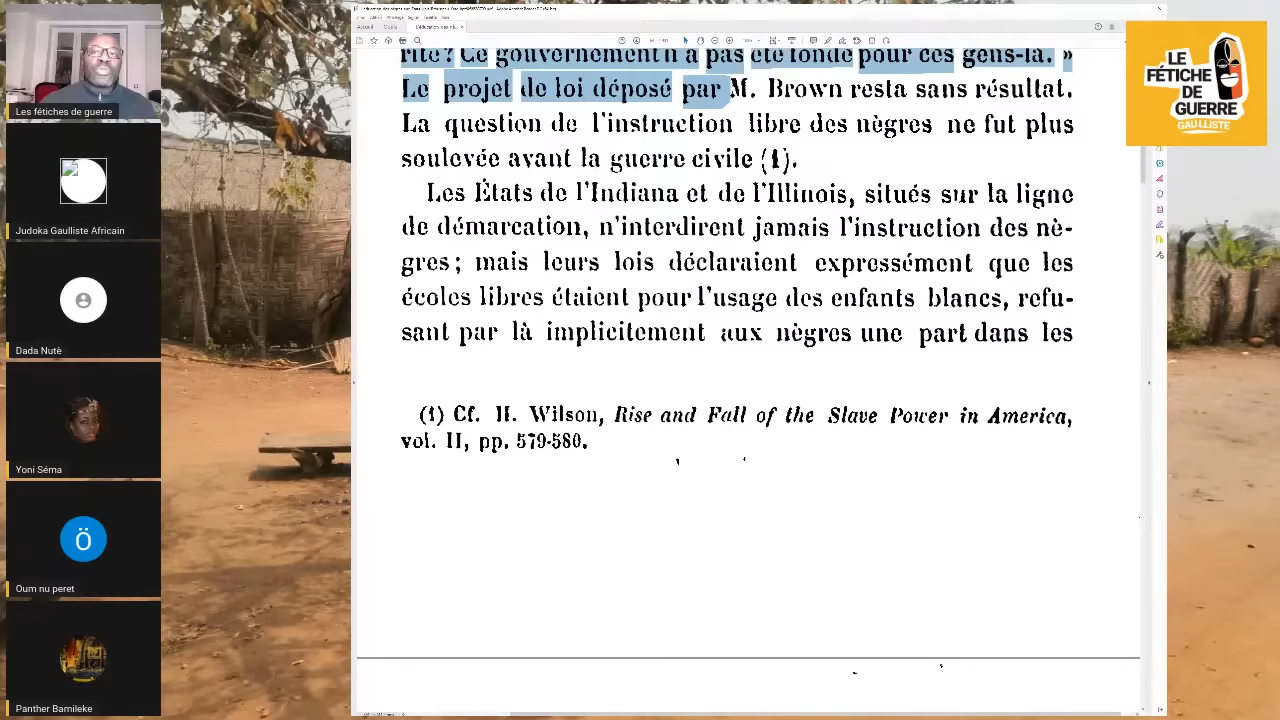 Les fétiches de guerre
Judoka Gaulliste Africain
Dada Nutè
Yoni Séma
Ö
Oum nu peret
Panther Bamileke
Accueil Outils
rité? Ce gouvernement n'a pas été fondé pour ces gens-là. »
Le projet de loi déposé par M. Brown resta sans résultat.
La question de l'instruction libre des nègres ne fut plus
soulevée avant la guerre civile (1).
Les États de l'Indiana et de l'Illinois, situés sur la ligne
de démarcation, n'interdirent jamais l'instruction des nè-
gres; mais leurs lois déclaraient expressément que les
écoles libres étaient pour l'usage des enfants blancs, refu-
sant par là implicitement aux nègres une part dans les
(1) Cf. H. Wilson, Rise and Fall of the Slave Power in America,
vol. II, pp. 579-580.
LE
FÉTICHE
DE GUERRE
GAULLISTE